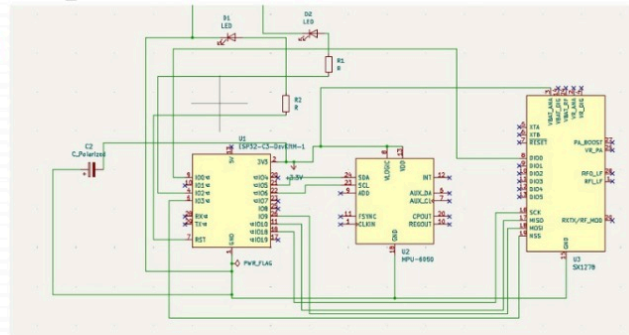 D1
LED
D2
LED
R1
R
R2
R
C2
C_Polarized
U1
ESP32-C3-DevKitM-1
5V
3V3
+3.3V
IO0
IO1
IO2
IO3
RX
TX
RST
IO4
IO5
IO6
IO7
IO8
IO9
IO10
IO18
IO19
GND
PWR_FLAG
VLOGIC
VDD
SDA
SCL
AD0
FSYNC
CLKIN
INT
AUX_DA
AUX_CL
CPOUT
REGOUT
GND
U2
MPU-6050
VBAT_ANA
VBAT_DIG
VBAT_RF
VR_ANA
VR_DIG
XTA
XTB
RESET
DIO0
DIO1
DIO2
DIO3
DIO4
DIO5
SCK
MISO
MOSI
NSS
PA_BOOST
VR_PA
RFO_LF
RFI_LF
RXTX/RF_MOD
GND
U3
SX1278